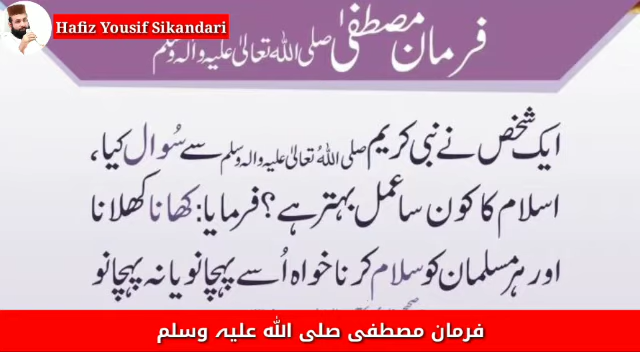 Hafiz Yousif Sikandari
فرمان مصطفیٰ صلی اللہ تعالیٰ علیہ والہ وسلم
ایک شخص نے نبی کریم صلی اللہ تعالیٰ علیہ والہ وسلم سے سُوال کیا،
اسلام کا کون سا عمل بہتر ہے؟ فرمایا: کھانا کھلانا
اور ہر مسلمان کو سلام کرنا خواہ اُسے پہچانو یا نہ پہچانو
فرمان مصطفی صلی الله علیہ وسلم